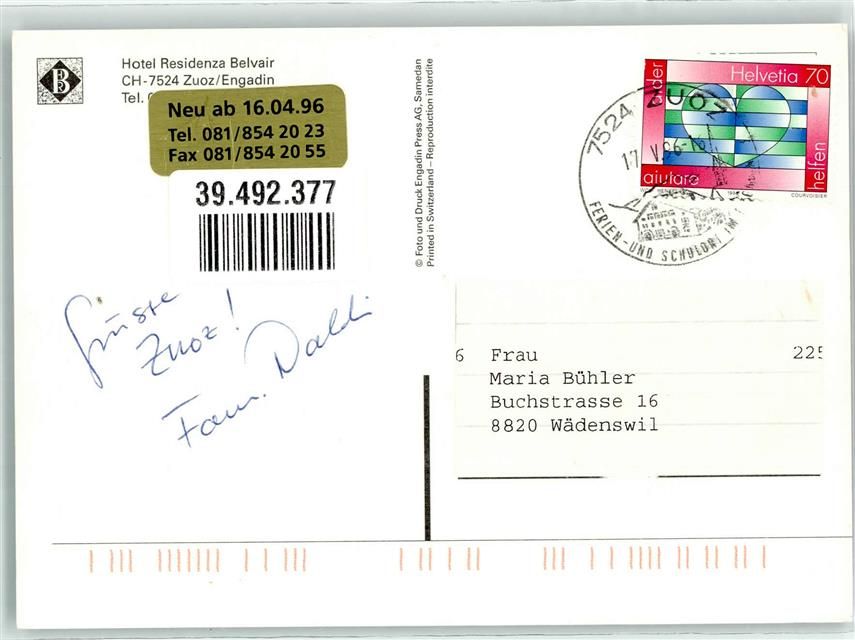 B
Hotel Residenza Belvair
CH-7524 Zuoz/Engadin
Tel.
Neu ab 16.04.96
Tel. 081/854 20 23
Fax 081/854 20 55
39.492.377
Grüsse
Zuoz!
Fam.
© Foto und Druck Engadin Press AG, Samedan
Printed in Switzerland – Reproduction interdite
Helvetia 70
aiutare
helfen
COURVOISIER
7524 ZUOZ
FERIEN- UND SCHULORT IM
6 Frau 225
Maria Bühler
Buchstrasse 16
8820 Wädenswil